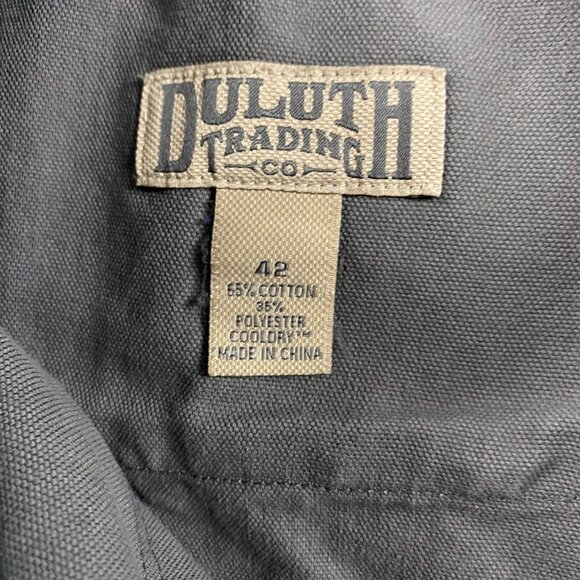 DULUTH
TRADING
CO
42
65% COTTON
35%
POLYESTER
COOLDRY™
MADE IN CHINA